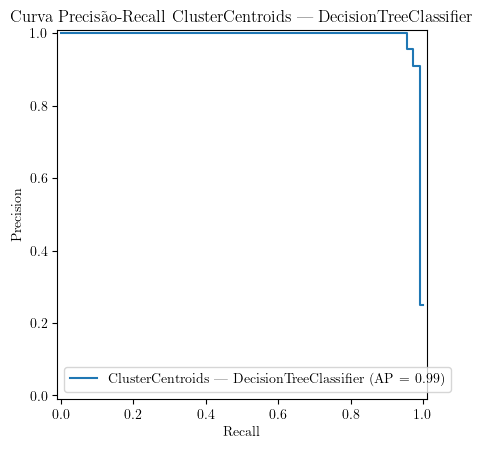 Curva Precisão-Recall ClusterCentroids — DecisionTreeClassifier
1.0
0.8
0.6
0.4
0.2
0.0
Precision
ClusterCentroids — DecisionTreeClassifier (AP = 0.99)
0.0 0.2 0.4 0.6 0.8 1.0
Recall